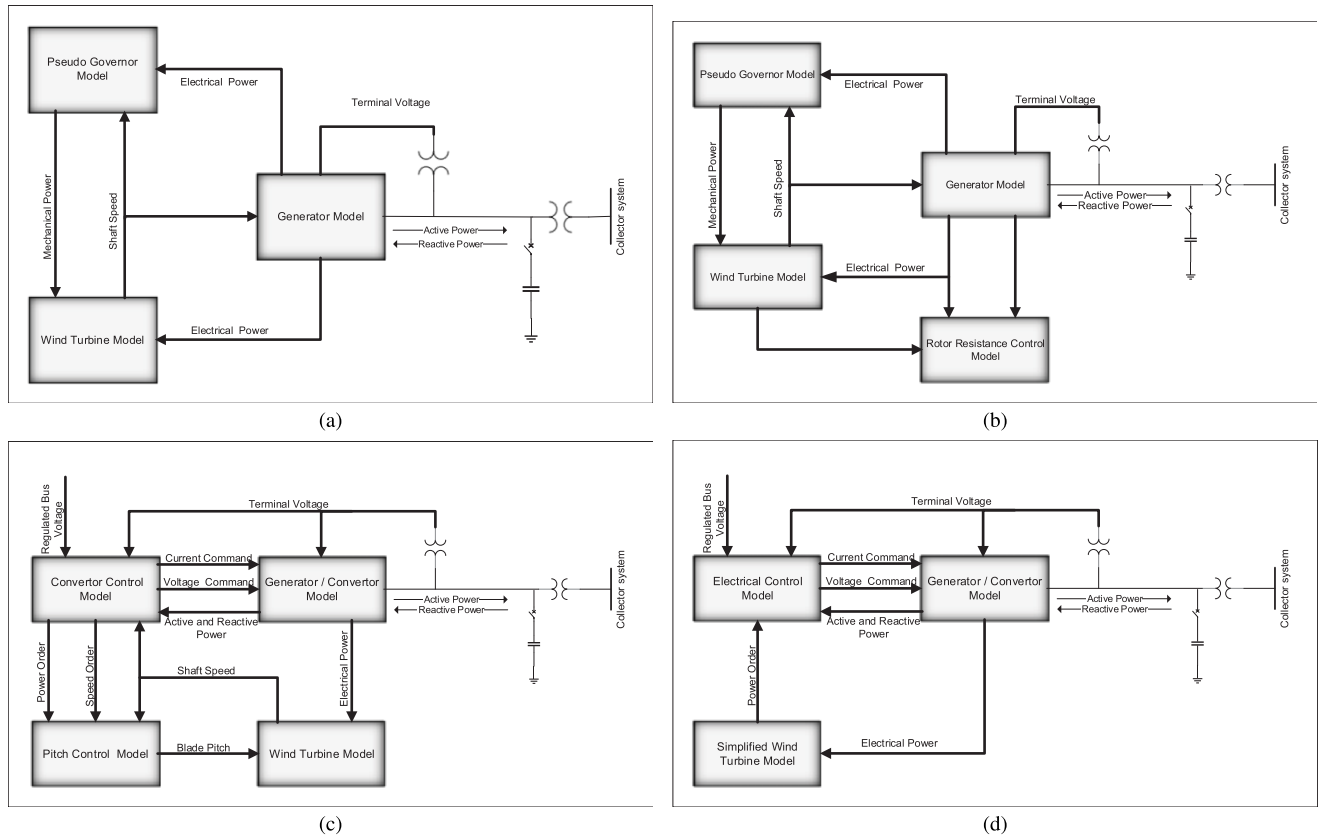 Pseudo Governor
Model
Electrical Power
Terminal Voltage
Mechanical Power
Shaft Speed
Generator Model
Active Power
Reactive Power
Collector system
Electrical Power
Wind Turbine Model
(a)
Pseudo Governor Model
Electrical Power
Terminal Voltage
Mechanical Power
Shaft Speed
Generator Model
Active Power
Reactive Power
Collector system
Wind Turbine Model
Electrical Power
Rotor Resistance Control
Model
(b)
Regulated Bus
Voltage
Terminal Voltage
Convertor Control
Model
Current Command
Voltage Command
Active and Reactive
Power
Generator / Convertor
Model
Active Power
Reactive Power
Collector system
Power Order
Speed Order
Shaft Speed
Electrical Power
Pitch Control Model
Blade Pitch
Wind Turbine Model
(c)
Regulated Bus
Voltage
Terminal Voltage
Electrical Control
Model
Current Command
Voltage Command
Active and Reactive
Power
Generator / Convertor
Model
Active Power
Reactive Power
Collector system
Power Order
Simplified Wind
Turbine Model
Electrical Power
(d)